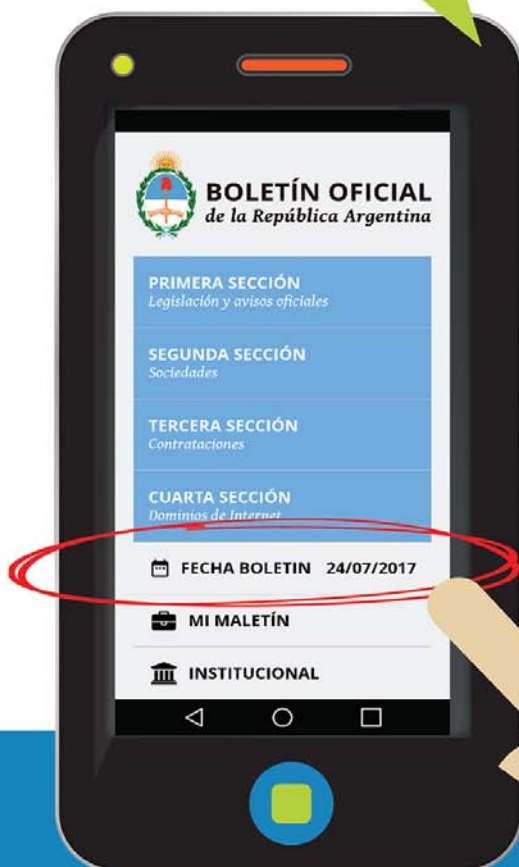 BOLETÍN OFICIAL
de la República Argentina
PRIMERA SECCIÓN
Legislación y avisos oficiales
SEGUNDA SECCIÓN
Sociedades
TERCERA SECCIÓN
Contrataciones
CUARTA SECCIÓN
Dominios de Internet
FECHA BOLETIN 24/07/2017
MI MALETÍN
INSTITUCIONAL